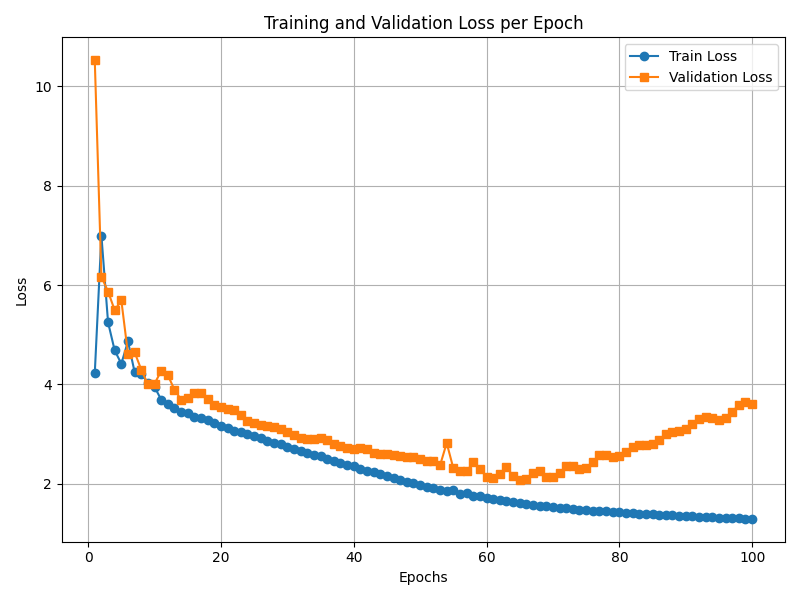 Training and Validation Loss per Epoch
Train Loss
Validation Loss
10
8
6
4
2
Loss
0 20 40 60 80 100
Epochs